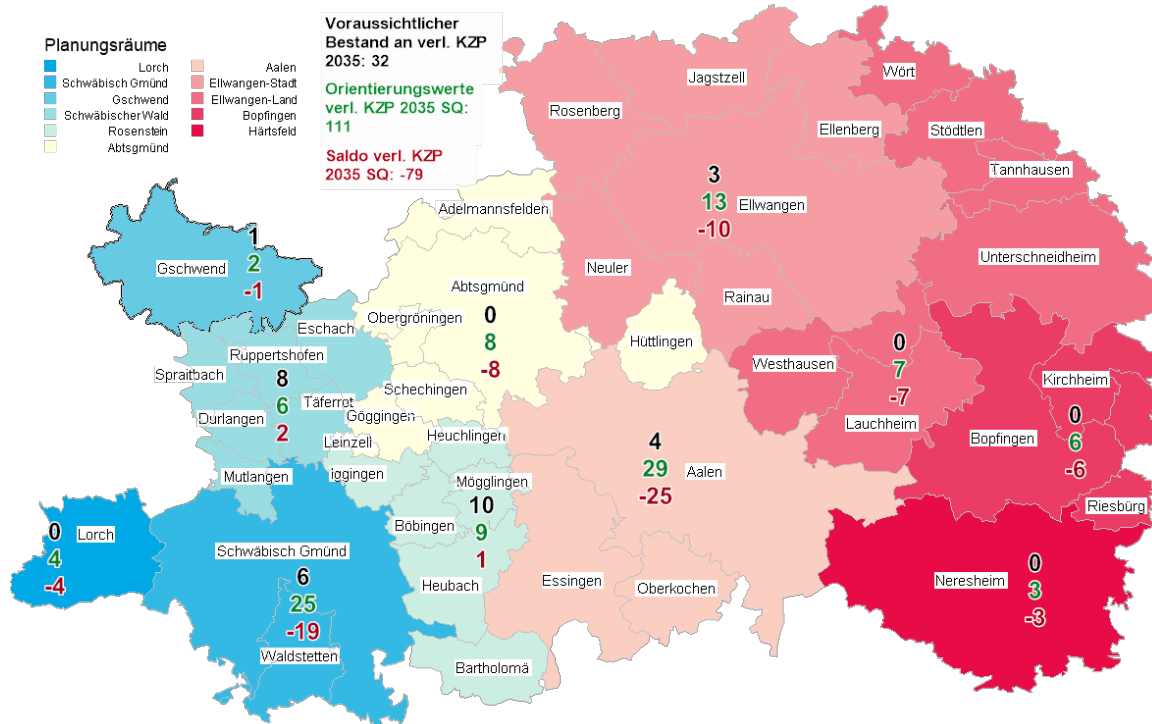 Planungsräume
Lorch
Schwäbisch Gmünd
Gschwend
Schwäbischer Wald
Rosenstein
Abtsgmünd
Aalen
Ellwangen-Stadt
Ellwangen-Land
Bopfingen
Härtsfeld
Voraussichtlicher
Bestand an verl. KZP
2035: 32
Orientierungswerte
verl. KZP 2035 SQ:
111
Saldo verl. KZP
2035 SQ: -79
Wört
Jagstzell
Rosenberg
Ellenberg
Stödtlen
Tannhausen
3
13
-10
Ellwangen
Adelmannsfelden
Unterschneidheim
Neuler
Rainau
1
2
-1
Gschwend
Abtsgmünd
0
8
-8
Obergröningen
Hüttlingen
Eschach
Ruppertshofen
Spraitbach
8
6
2
Täferrot
Durlangen
Schechingen
Göggingen
Leinzell
Heuchlingen
Iggingen
Mutlangen
Westhausen
0
7
-7
Lauchheim
Kirchheim
0
6
-6
Bopfingen
Riesbürg
4
29
-25
Aalen
Mögglingen
10
9
1
Böbingen
Heubach
0
4
-4
Lorch
Schwäbisch Gmünd
6
25
-19
Waldstetten
Bartholomä
Essingen
Oberkochen
Neresheim
0
3
-3